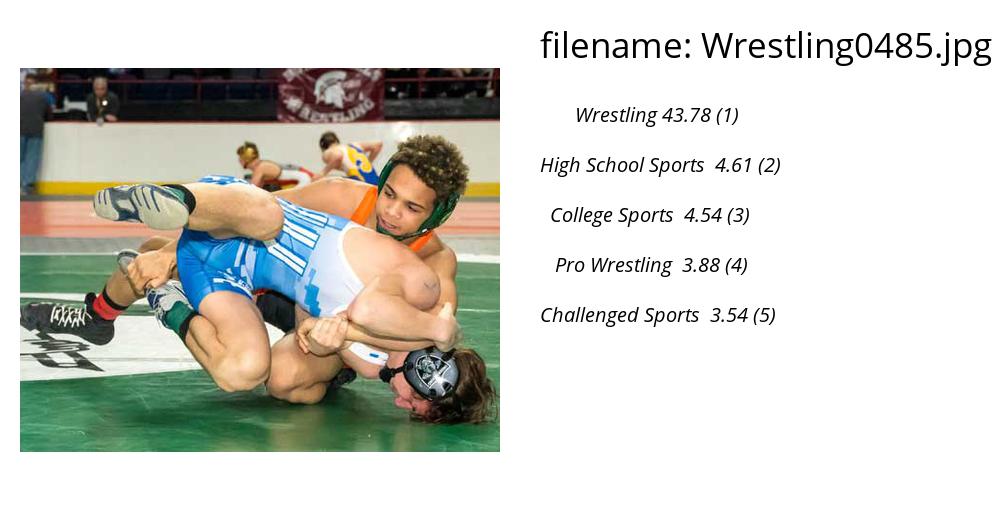 filename: Wrestling0485.jpg
Wrestling 43.78 (1)
High School Sports 4.61 (2)
College Sports 4.54 (3)
Pro Wrestling 3.88 (4)
Challenged Sports 3.54 (5)
WRESTLING